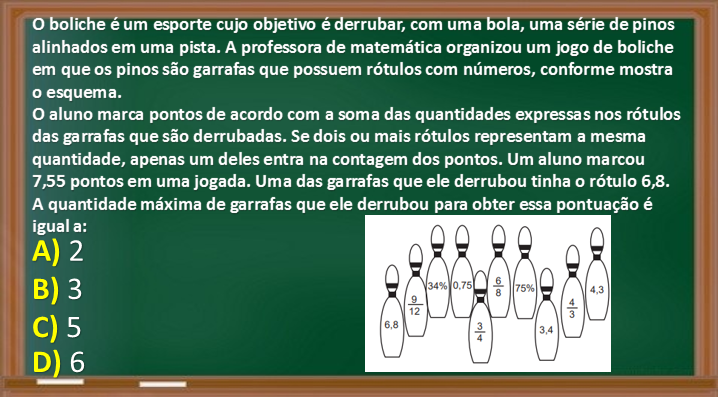 O boliche é um esporte cujo objetivo é derrubar, com uma bola, uma série de pinos
alinhados em uma pista. A professora de matemática organizou um jogo de boliche
em que os pinos são garrafas que possuem rótulos com números, conforme mostra
o esquema.
O aluno marca pontos de acordo com a soma das quantidades expressas nos rótulos
das garrafas que são derrubadas. Se dois ou mais rótulos representam a mesma
quantidade, apenas um deles entra na contagem dos pontos. Um aluno marcou
7,55 pontos em uma jogada. Uma das garrafas que ele derrubou tinha o rótulo 6,8.
A quantidade máxima de garrafas que ele derrubou para obter essa pontuação é
igual a:
A) 2
B) 3
C) 5
D) 6
6,8
9/12
34%
0,75
3/4
6/8
75%
3,4
4/3
4,3